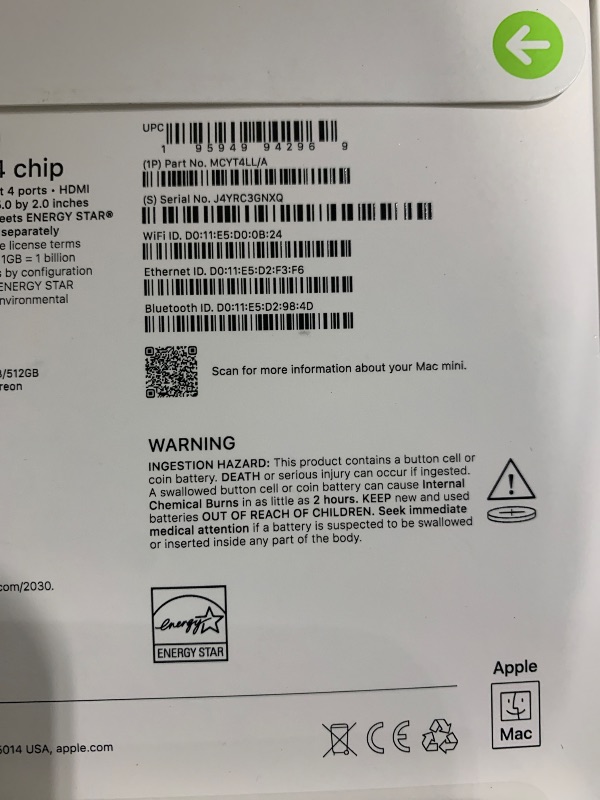 4 chip
t 4 ports • HDMI
5.0 by 2.0 inches
eets ENERGY STAR®
separately
e license terms
1GB = 1 billion
s by configuration
ENERGY STAR
nvironmental
/512GB
reon
com/2030.
5014 USA, apple.com
UPC
1 95949 94296 9
(1P) Part No. MCYT4LL/A
(S) Serial No. J4YRC3GNXQ
WiFi ID. D0:11:E5:D0:0B:24
Ethernet ID. D0:11:E5:D2:F3:F6
Bluetooth ID. D0:11:E5:D2:98:4D
Scan for more information about your Mac mini.
WARNING
INGESTION HAZARD: This product contains a button cell or
coin battery. DEATH or serious injury can occur if ingested.
A swallowed button cell or coin battery can cause Internal
Chemical Burns in as little as 2 hours. KEEP new and used
batteries OUT OF REACH OF CHILDREN. Seek immediate
medical attention if a battery is suspected to be swallowed
or inserted inside any part of the body.
energy
ENERGY STAR
CE
Apple
Mac